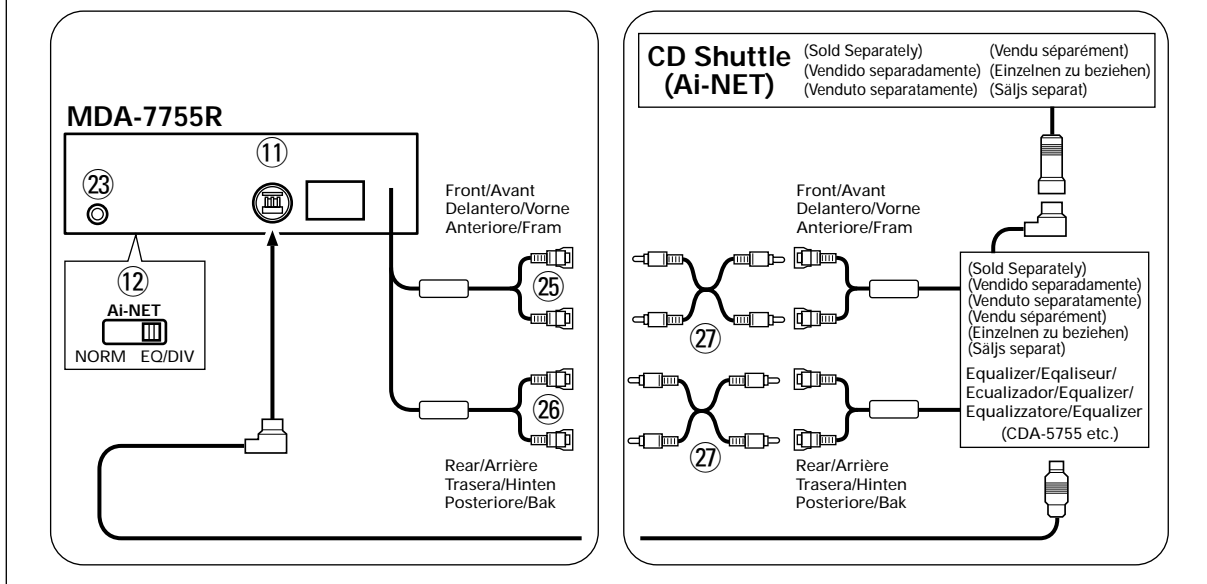 MDA-7755R
⑪
㉓
⑫
Ai-NET
NORM EQ/DIV
Front/Avant
Delantero/Vorne
Anteriore/Fram
㉕
㉖
Rear/Arrière
Trasera/Hinten
Posteriore/Bak
CD Shuttle
(Ai-NET)
(Sold Separately) (Vendu séparément)
(Vendido separadamente) (Einzelnen zu beziehen)
(Venduto separatamente) (Säljs separat)
Front/Avant
Delantero/Vorne
Anteriore/Fram
㉗
㉗
Rear/Arrière
Trasera/Hinten
Posteriore/Bak
(Sold Separately)
(Vendido separadamente)
(Venduto separatamente)
(Vendu séparément)
(Einzelnen zu beziehen)
(Säljs separat)
Equalizer/Eqaliseur/
Ecualizador/Equalizer/
Equalizzatore/Equalizer
(CDA-5755 etc.)